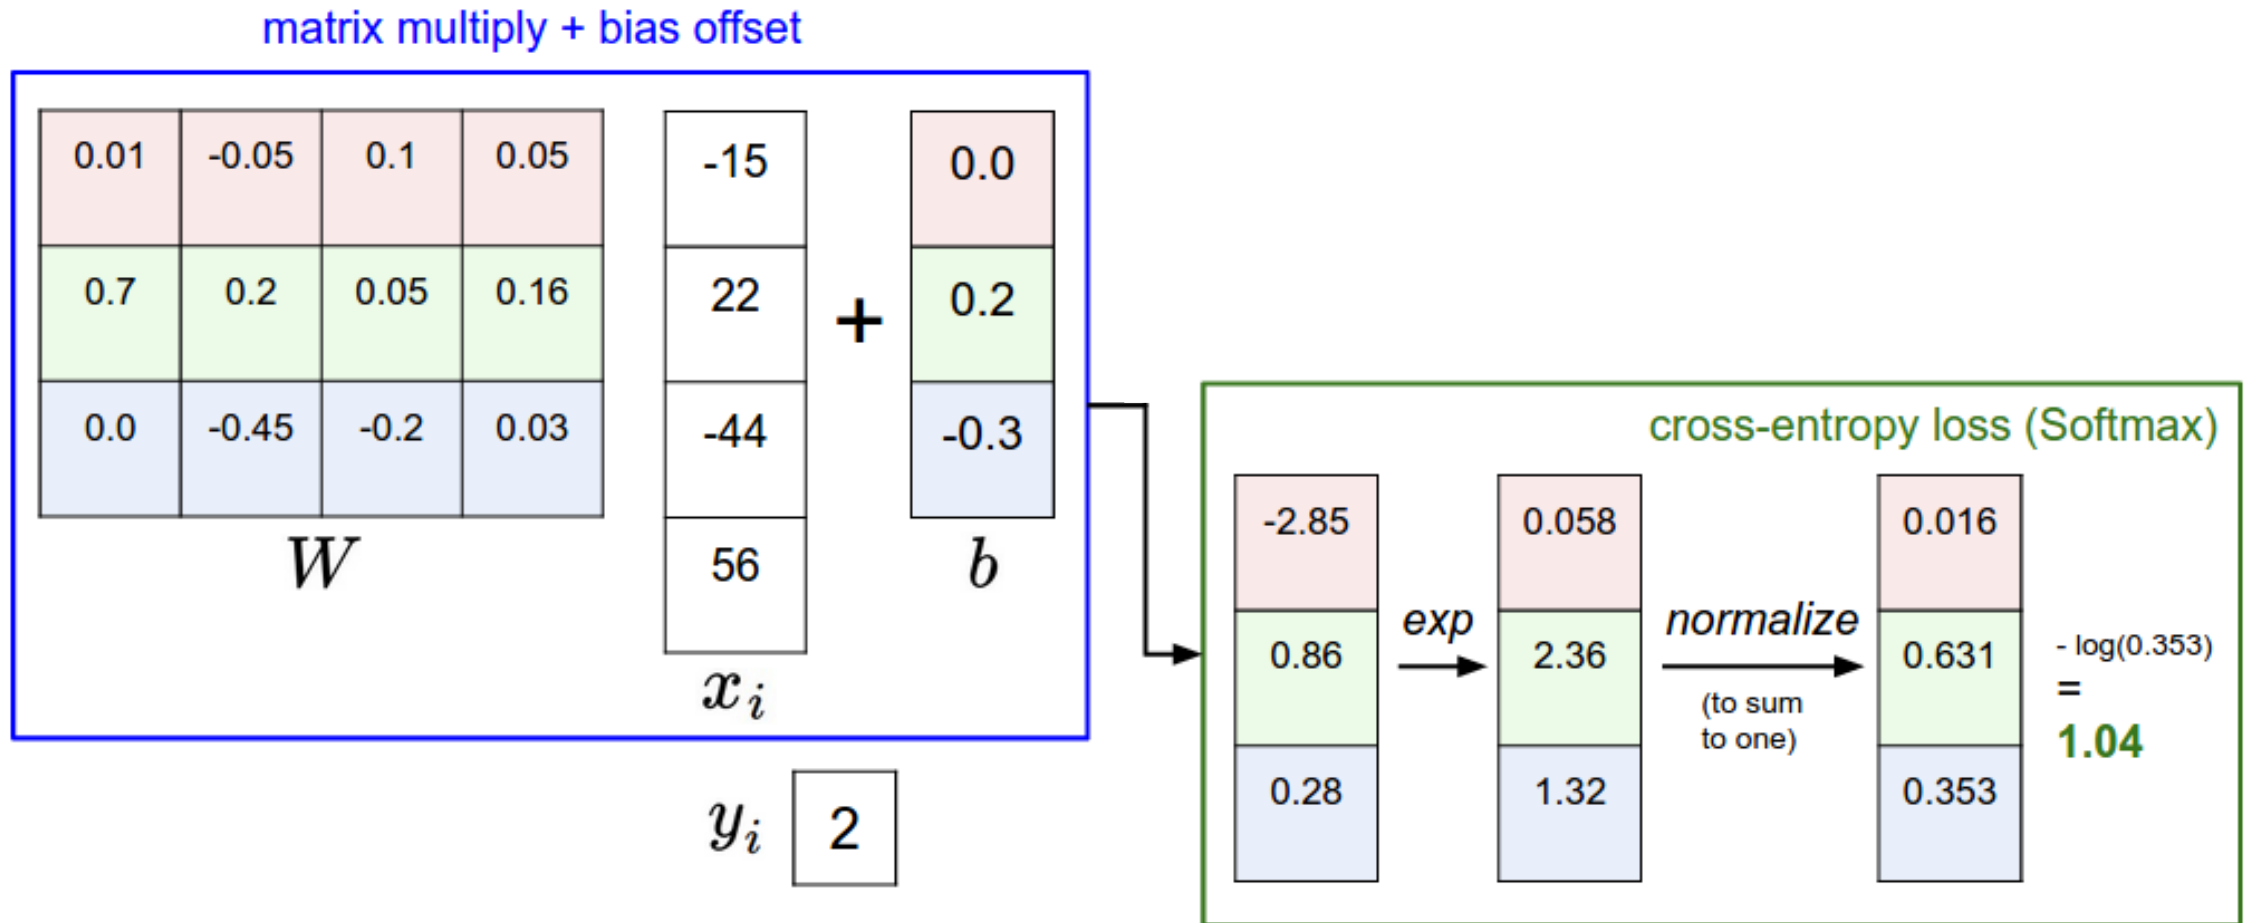 matrix multiply + bias offset
0.01 -0.05 0.1 0.05
0.7 0.2 0.05 0.16
0.0 -0.45 -0.2 0.03
W
-15
22
-44
56
x_i
+
0.0
0.2
-0.3
b
y_i 2
cross-entropy loss (Softmax)
-2.85
0.86
0.28
exp
0.058
2.36
1.32
normalize
(to sum
to one)
0.016
0.631
0.353
- log(0.353)
=
1.04